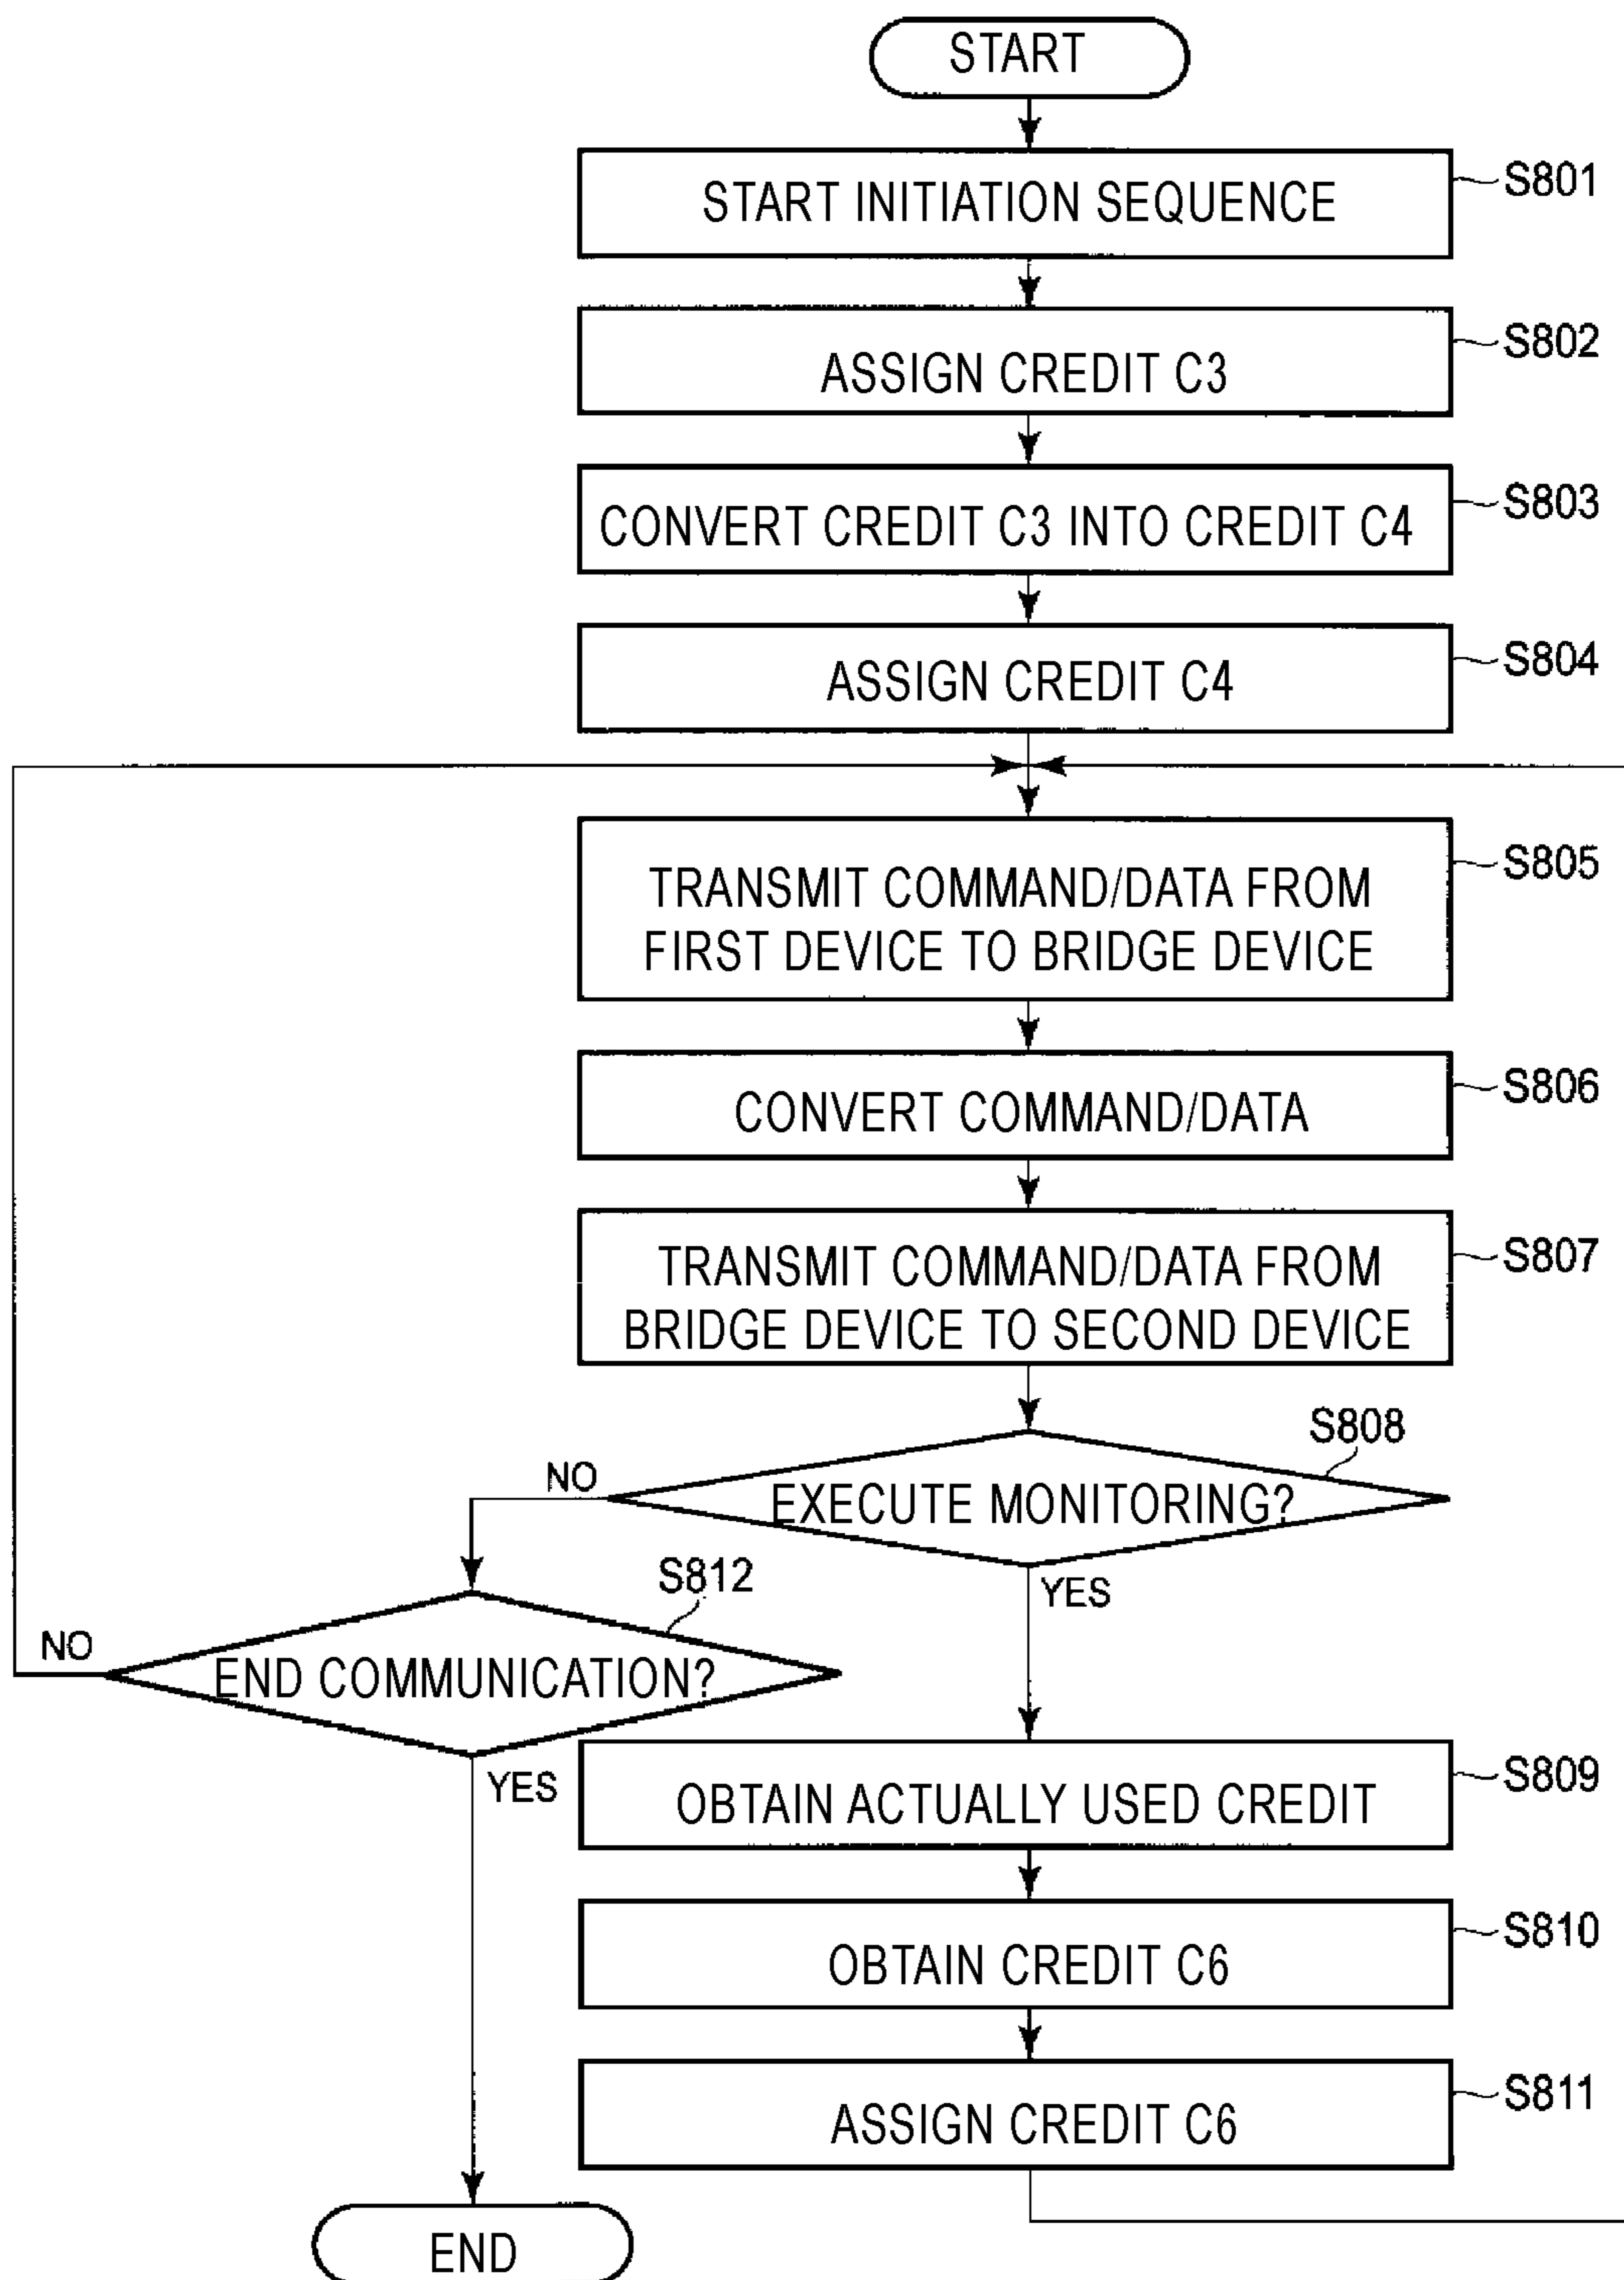 START
START INITIATION SEQUENCE
S801
ASSIGN CREDIT C3
S802
CONVERT CREDIT C3 INTO CREDIT C4
S803
ASSIGN CREDIT C4
S804
TRANSMIT COMMAND/DATA FROM
FIRST DEVICE TO BRIDGE DEVICE
S805
CONVERT COMMAND/DATA
S806
TRANSMIT COMMAND/DATA FROM
BRIDGE DEVICE TO SECOND DEVICE
S807
S808
NO
EXECUTE MONITORING?
YES
S812
NO
END COMMUNICATION?
YES
OBTAIN ACTUALLY USED CREDIT
S809
OBTAIN CREDIT C6
S810
ASSIGN CREDIT C6
S811
END